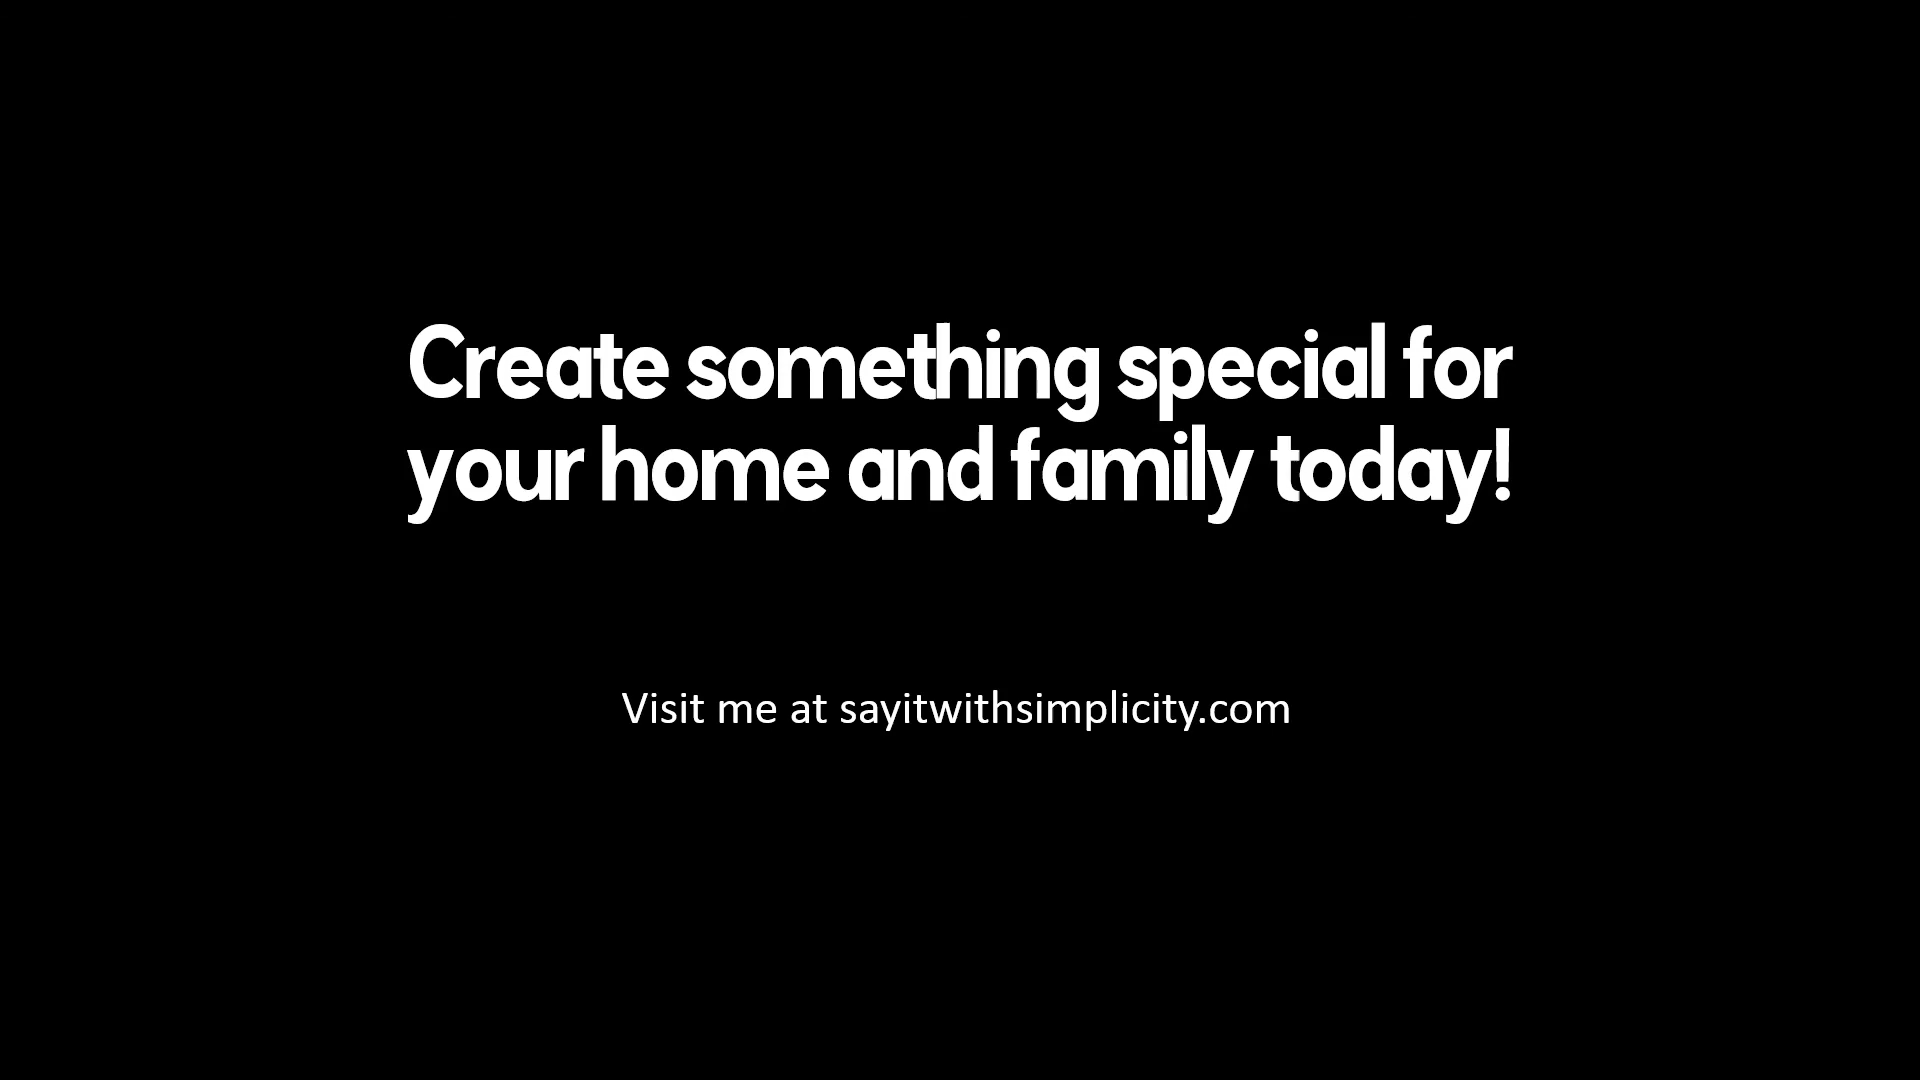 Create something special for
your home and family today!
Visit me at sayitwithsimplicity.com